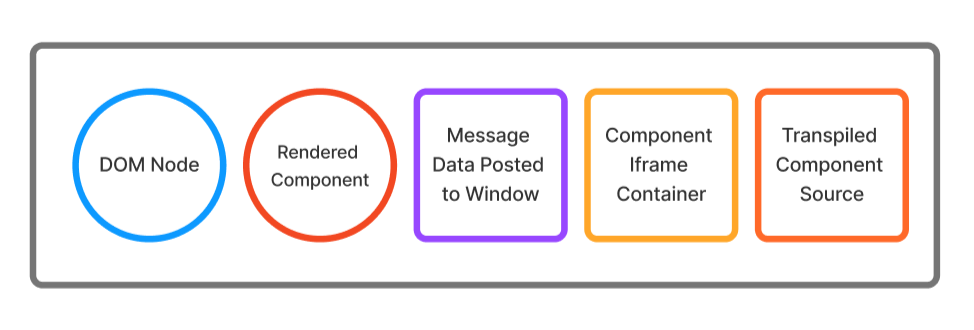 DOM Node
Rendered
Component
Message
Data Posted
to Window
Component
Iframe
Container
Transpiled
Component
Source